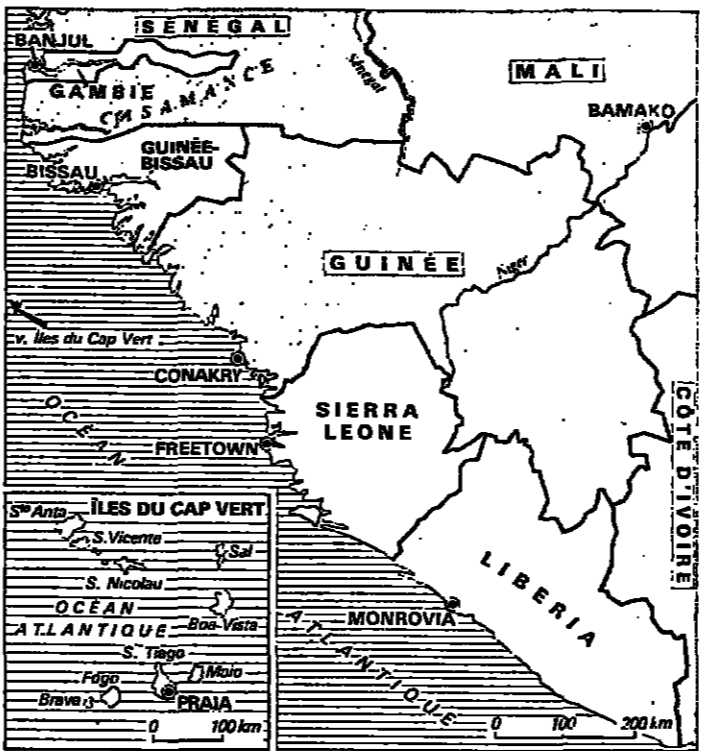 SÉNÉGAL
BANJUL
GAMBIE
CASAMANCE
Sénégal
MALI
BAMAKO
GUINÉE-
BISSAU
BISSAU
GUINÉE
Niger
v. Îles du Cap Vert
CONAKRY
SIERRA
LEONE
FREETOWN
CÔTE D'IVOIRE
LIBERIA
MONROVIA
OCEAN
ATLANTIQUE
0 100 200 km
ÎLES DU CAP VERT
Sto Anta
S. Vicente
Sal
S. Nicolau
OCÉAN
ATLANTIQUE
Boa-Vista
S. Tiago
Fogo
Maio
Brava
PRAIA
0 100 km